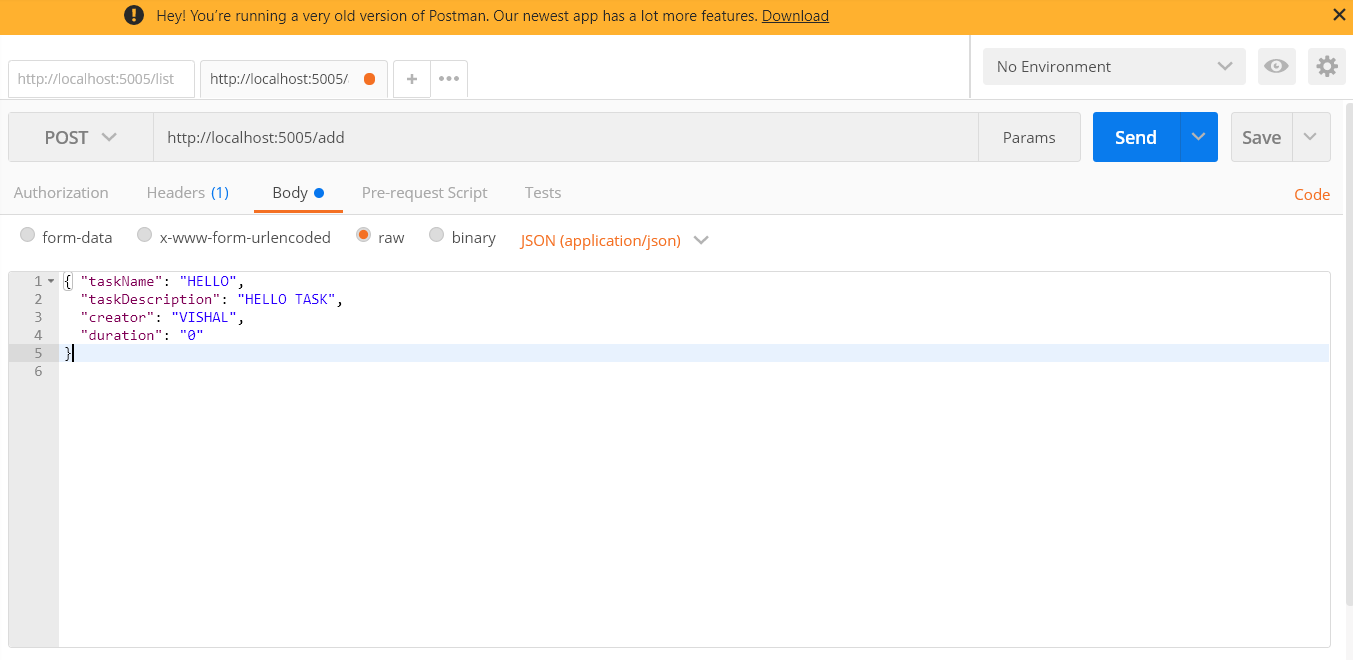 Hey! You’re running a very old version of Postman. Our newest app has a lot more features. Download
http://localhost:5005/list
http://localhost:5005/
No Environment
POST
http://localhost:5005/add
Params
Send
Save
Authorization
Headers (1)
Body
Pre-request Script
Tests
Code
form-data
x-www-form-urlencoded
raw
binary
JSON (application/json)
1 { "taskName": "HELLO",
2 "taskDescription": "HELLO TASK",
3 "creator": "VISHAL",
4 "duration": "0"
5 }
6